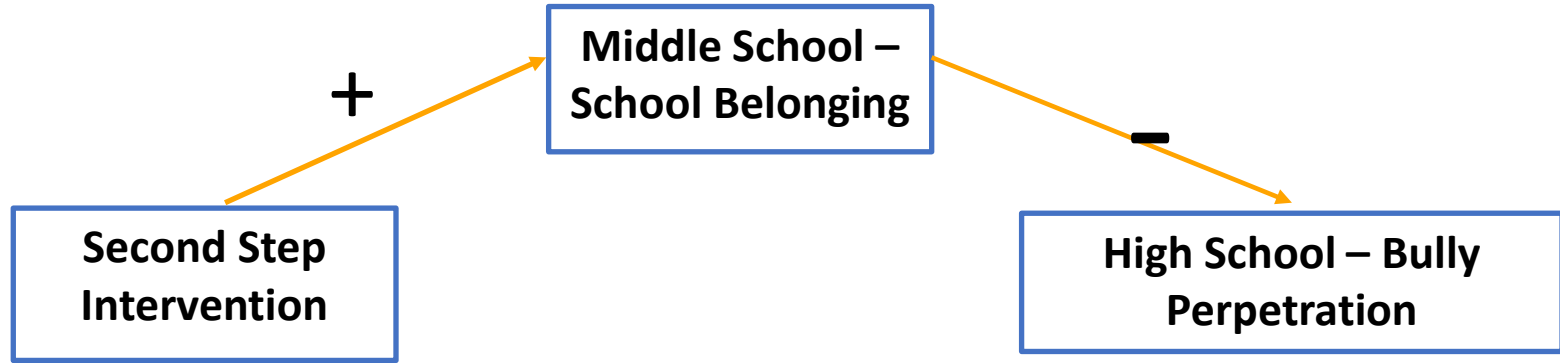 Middle School –
School Belonging
+
–
Second Step
Intervention
High School – Bully
Perpetration